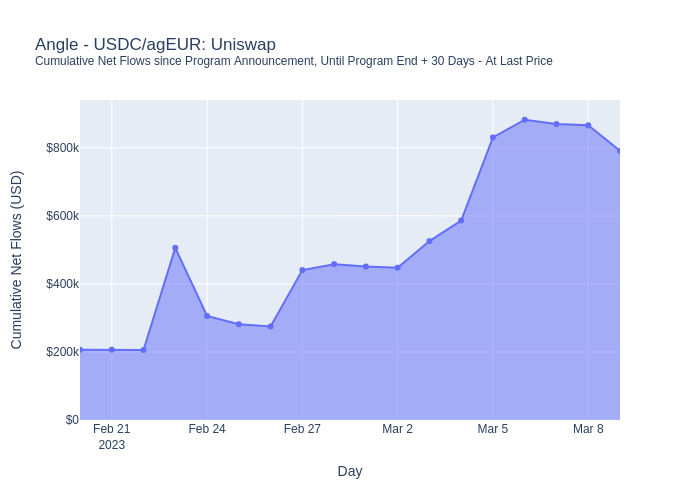 Angle - USDC/agEUR: Uniswap
Cumulative Net Flows since Program Announcement, Until Program End + 30 Days - At Last Price
Cumulative Net Flows (USD)
$800k
$600k
$400k
$200k
$0
Feb 21
2023
Feb 24
Feb 27
Mar 2
Mar 5
Mar 8
Day